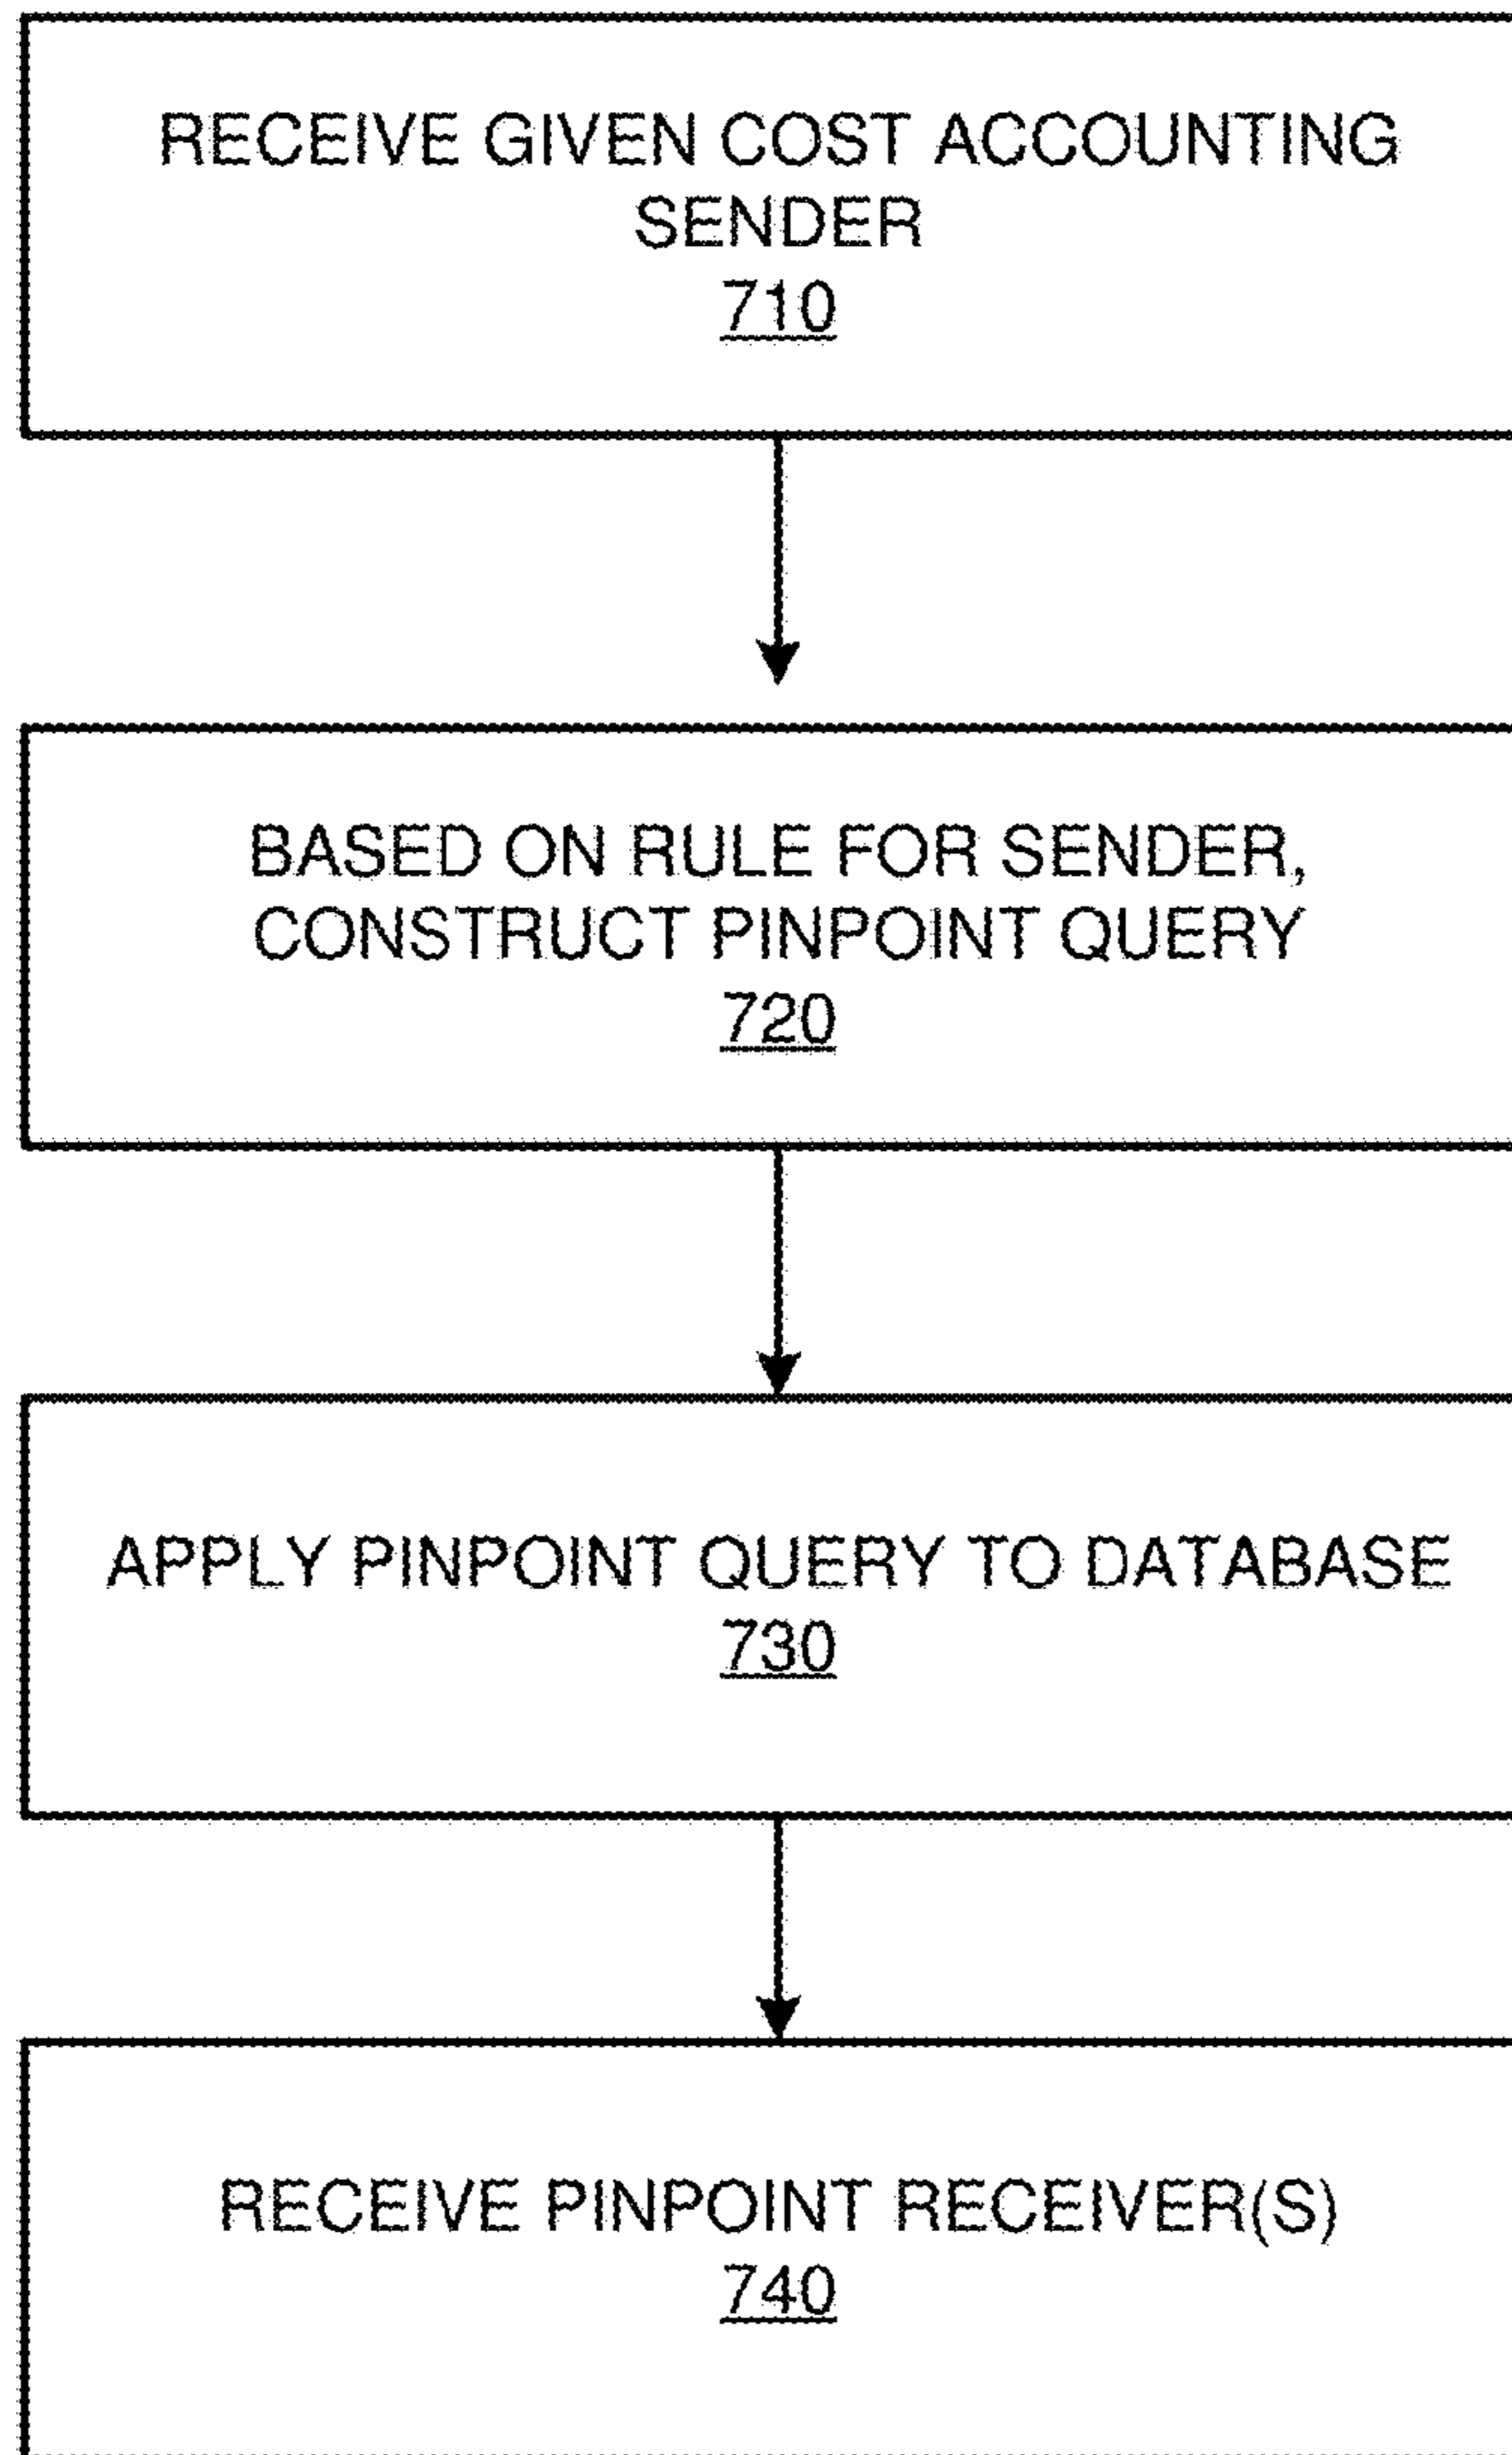 RECEIVE GIVEN COST ACCOUNTING
SENDER
710
BASED ON RULE FOR SENDER,
CONSTRUCT PINPOINT QUERY
720
APPLY PINPOINT QUERY TO DATABASE
730
RECEIVE PINPOINT RECEIVER(S)
740